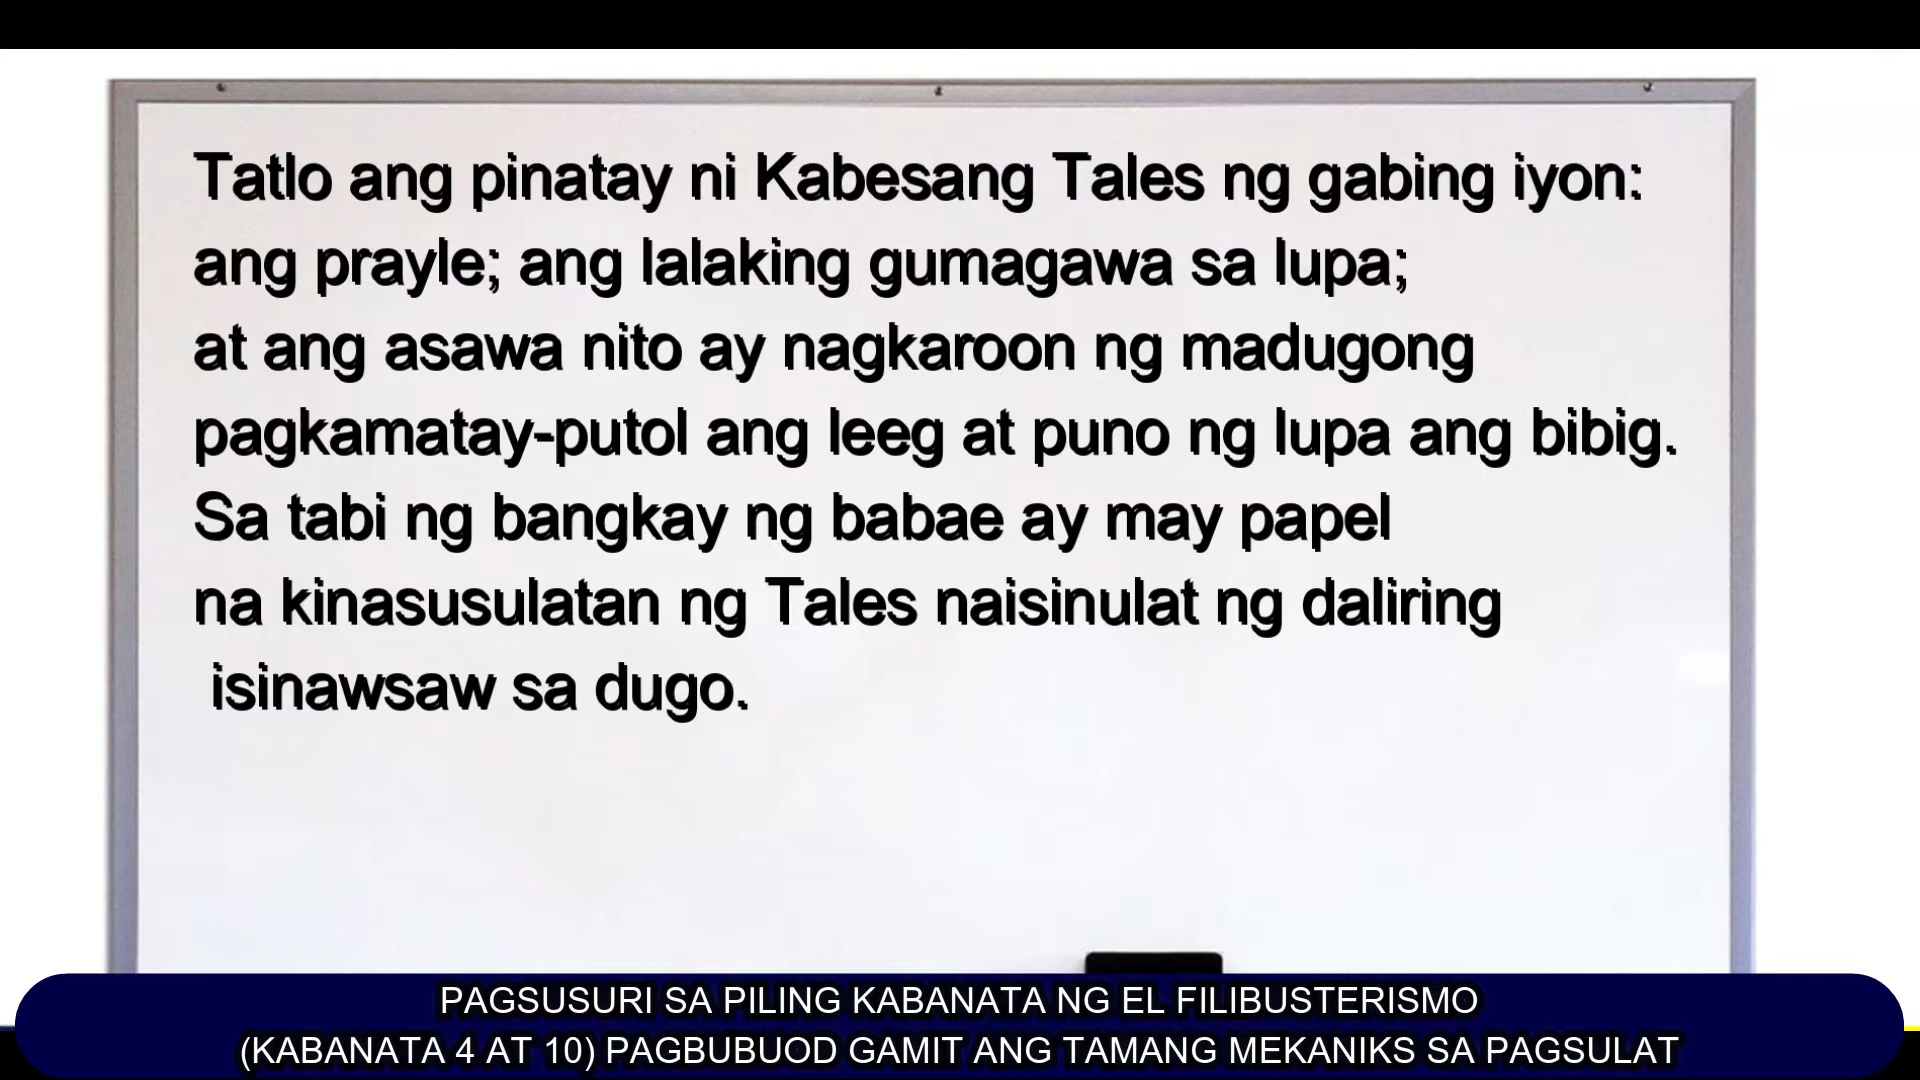 Tatlo ang pinatay ni Kabesang Tales ng gabing iyon:
ang prayle; ang lalaking gumagawa sa lupa;
at ang asawa nito ay nagkaroon ng madugong
pagkamatay-putol ang leeg at puno ng lupa ang bibig.
Sa tabi ng bangkay ng babae ay may papel
na kinasusulatan ng Tales naisinulat ng daliring
isinawsaw sa dugo.
PAGSUSURI SA PILING KABANATA NG EL FILIBUSTERISMO
(KABANATA 4 AT 10) PAGBUBUOD GAMIT ANG TAMANG MEKANIKS SA PAGSULAT